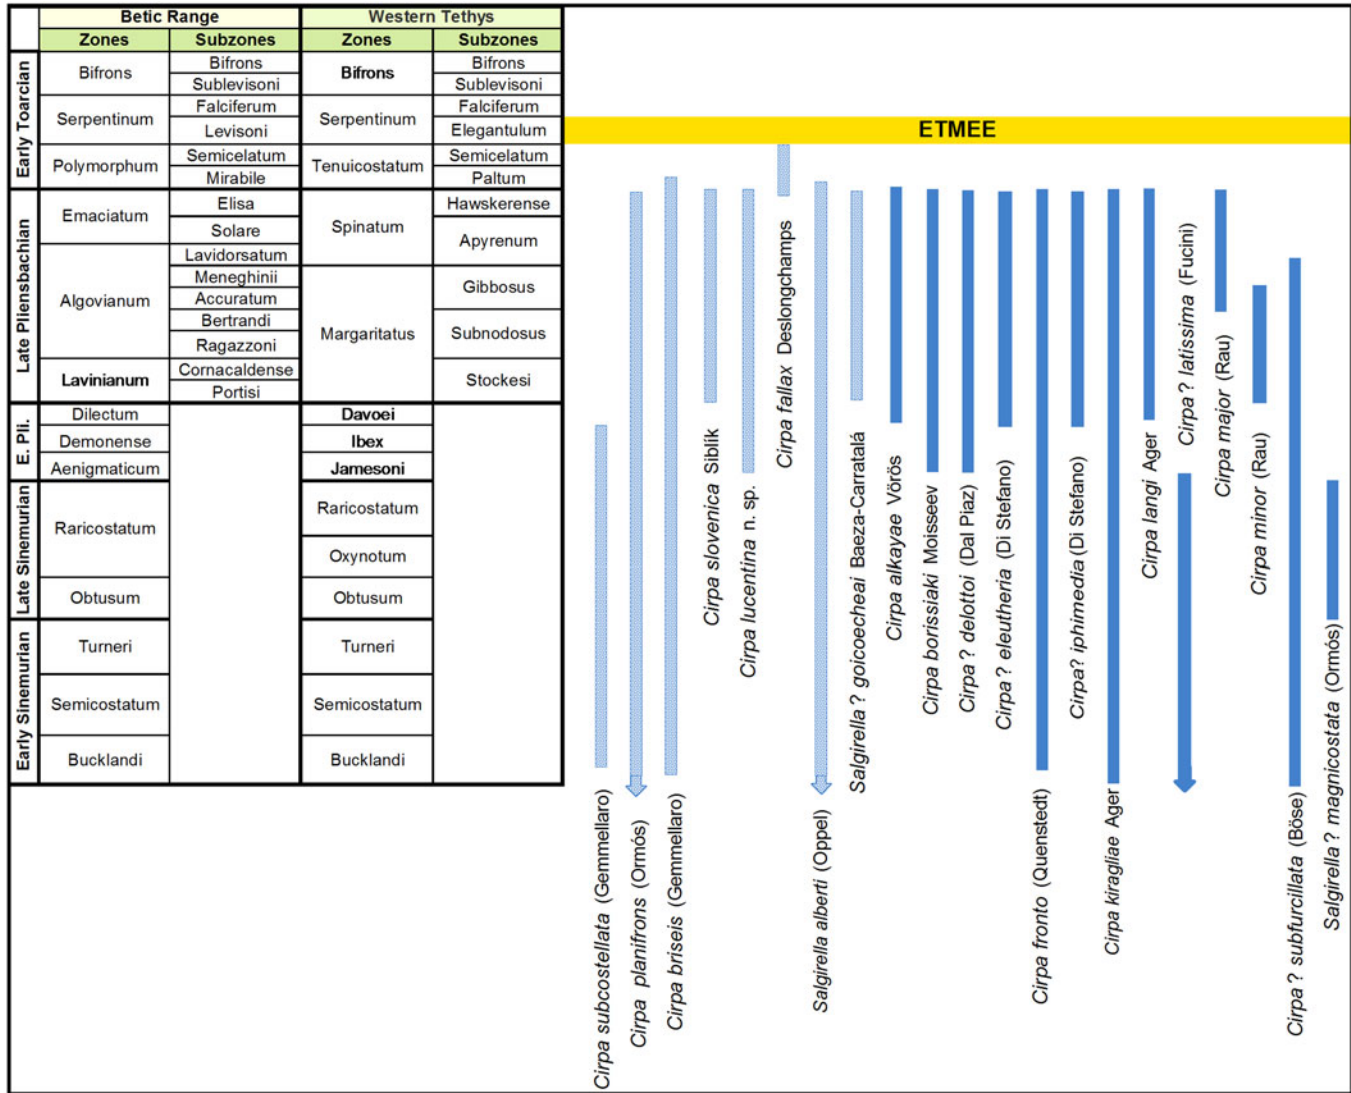 Betic Range Western Tethys
Zones Subzones Zones Subzones
Early Toarcian
Bifrons Bifrons Bifrons Bifrons
Sublevisoni Sublevisoni
Serpentinum Falciferum Serpentinum Falciferum
Levisoni Elegantulum
ETMEE
Polymorphum Semicelatum Tenuicostatum Semicelatum
Mirabile Paltum
Late Pliensbachian
Emaciatum Elisa Spinatum Hawskerense
Solare Apyrenum
Algovianum Lavidorsatum
Meneghinii Margaritatus Gibbosus
Accuratum
Bertrandi Subnodosus
Ragazzoni
Lavinianum Cornacaldense Stockesi
Portisi
E. Pli.
Dilectum Davoei
Demonense Ibex
Aenigmaticum Jamesoni
Late Sinemurian
Raricostatum Raricostatum
Oxynotum
Obtusum Obtusum
Early Sinemurian
Turneri Turneri
Semicostatum Semicostatum
Bucklandi Bucklandi
Cirpa subcostellata (Gemmellaro)
Cirpa planifrons (Ormós)
Cirpa briseis (Gemmellaro)
Cirpa slovenica Siblík
Cirpa lucentina n. sp.
Cirpa fallax Deslongchamps
Salgirella alberti (Oppel)
Salgirella ? goicoecheai Baeza-Carratalá
Cirpa alkayae Vörös
Cirpa borissiaki Moisseev
Cirpa ? delottoi (Dal Piaz)
Cirpa ? eleutheria (Di Stefano)
Cirpa fronto (Quenstedt)
Cirpa? iphimedia (Di Stefano)
Cirpa kiragliae Ager
Cirpa langi Ager
Cirpa ? latissima (Fucini)
Cirpa major (Rau)
Cirpa minor (Rau)
Cirpa ? subfurcillata (Böse)
Salgirella ? magnicostata (Ormós)